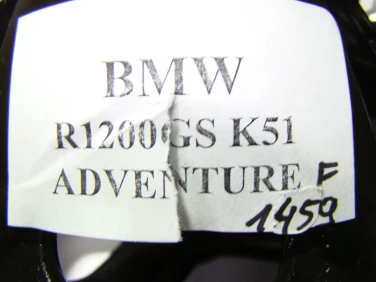 BMW
R1200GS K51
ADVENTURE F
1459